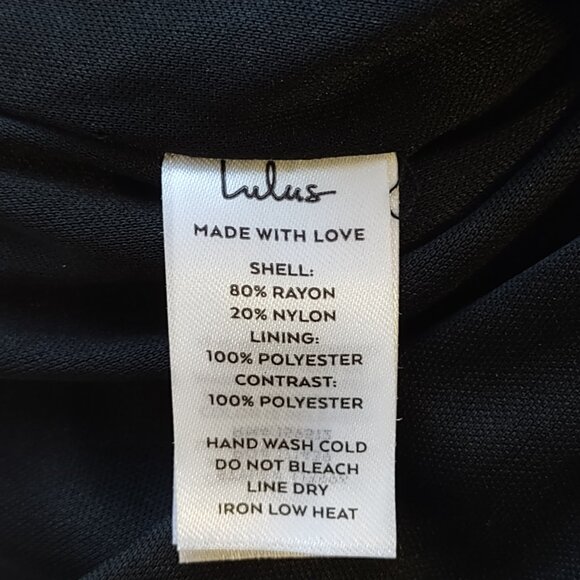 Lulus
MADE WITH LOVE
SHELL:
80% RAYON
20% NYLON
LINING:
100% POLYESTER
CONTRAST:
100% POLYESTER
HAND WASH COLD
DO NOT BLEACH
LINE DRY
IRON LOW HEAT